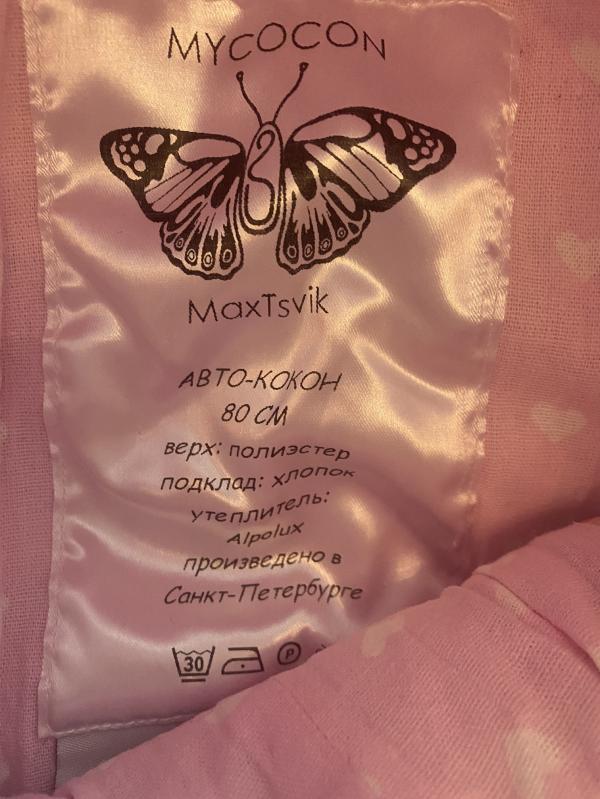 MYCOCON
MaxTsvik
АВТО-КОКОН
80 СМ
верх: полиэстер
подклад: хлопок
утеплитель:
Alpolux
произведено в
Санкт-Петербурге
30 P